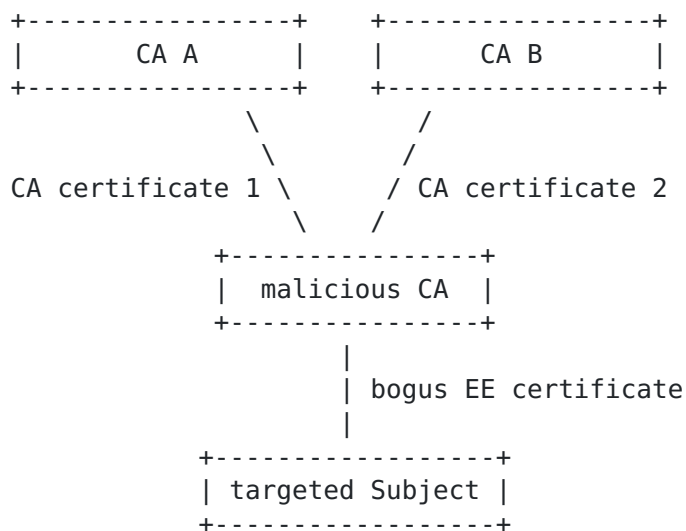 CA A CA B
CA certificate 1 CA certificate 2
malicious CA
bogus EE certificate
targeted Subject